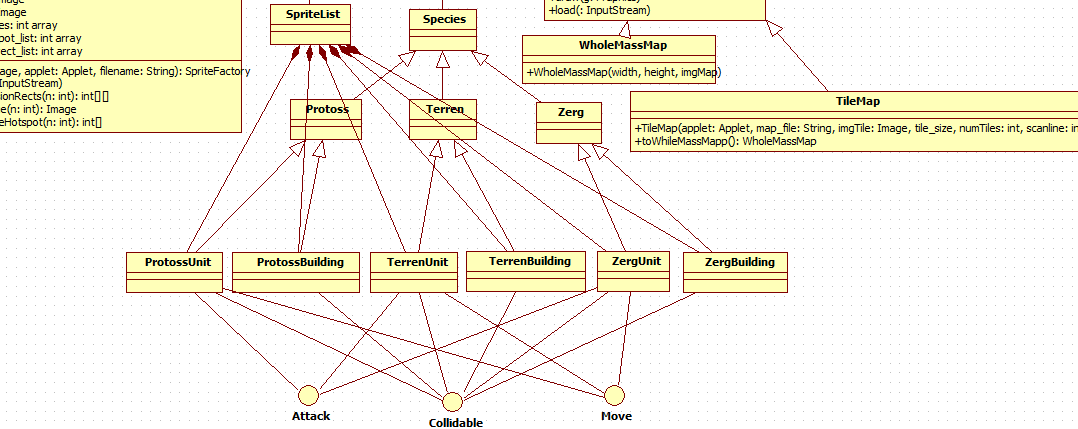 image
es: int array
pot_list: int array
ect_list: int array
age, applet: Applet, filename: String): SpriteFactory
InputStream)
ionRects(n: int): int[][]
e(n: int): Image
eHotspot(n: int): int[]
SpriteList
Species
+load(: InputStream)
WholeMassMap
+WholeMassMap(width, height, imgMap)
TileMap
+TileMap(applet: Applet, map_file: String, imgTile: Image, tile_size, numTiles: int, scanline: in
+toWhileMassMapp(): WholeMassMap
Protoss
Terren
Zerg
ProtossUnit
ProtossBuilding
TerrenUnit
TerrenBuilding
ZergUnit
ZergBuilding
Attack
Collidable
Move